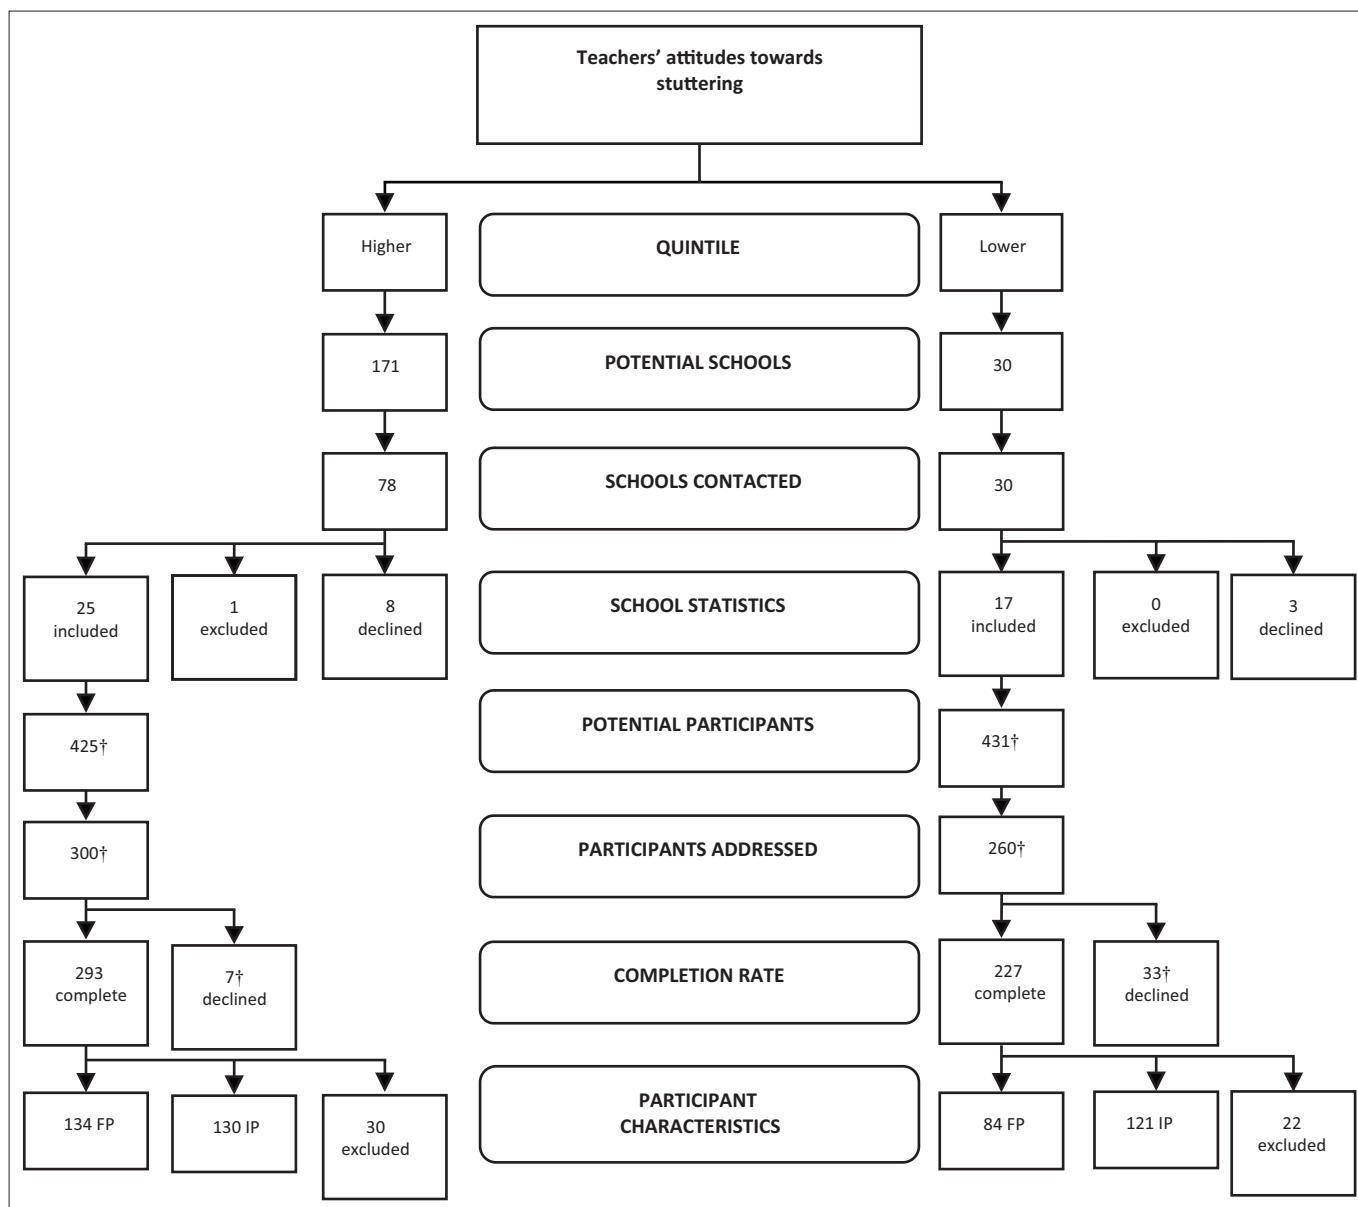 Teachers’ attitudes towards
stuttering
Higher
QUINTILE
Lower
171
POTENTIAL SCHOOLS
30
78
SCHOOLS CONTACTED
30
25
included
1
excluded
8
declined
SCHOOL STATISTICS
17
included
0
excluded
3
declined
425†
POTENTIAL PARTICIPANTS
431†
300†
PARTICIPANTS ADDRESSED
260†
293
complete
7†
declined
COMPLETION RATE
227
complete
33†
declined
134 FP
130 IP
30
excluded
PARTICIPANT
CHARACTERISTICS
84 FP
121 IP
22
excluded